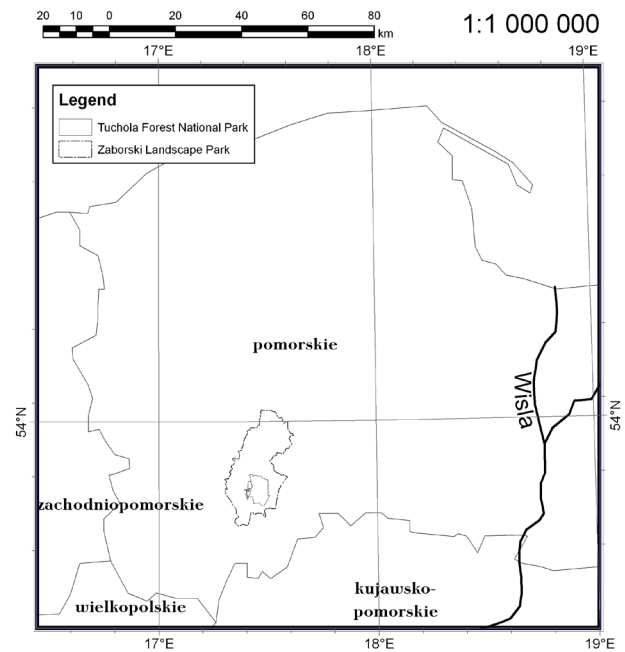 20 10 0 20 40 60 80
km
1:1 000 000
17°E 18°E 19°E
Legend
Tuchola Forest National Park
Zaborski Landscape Park
pomorskie
Wisla
54°N 54°N
zachodniopomorskie
wielkopolskie
kujawsko-
pomorskie
17°E 18°E 19°E